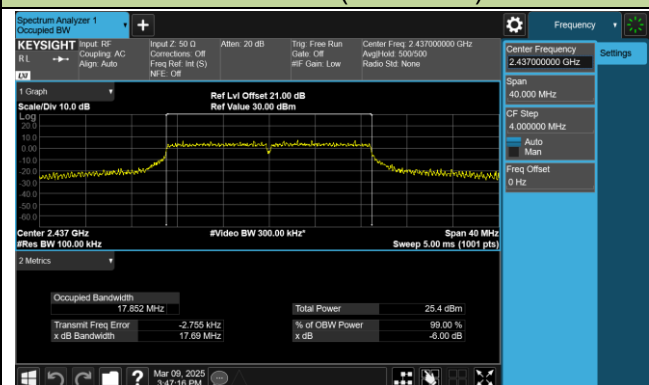 Spectrum Analyzer 1
Occupied BW
Frequency
KEYSIGHT
RL
LXI
Input: RF
Coupling: AC
Align: Auto
Input Z: 50 Ω
Corrections: Off
Freq Ref: Int (S)
NFE: Off
Atten: 20 dB
Trig: Free Run
Gate: Off
#IF Gain: Low
Center Freq: 2.437000000 GHz
Avg|Hold: 500/500
Radio Std: None
Center Frequency
2.437000000 GHz
Settings
Span
40.000 MHz
CF Step
4.000000 MHz
Auto
Man
Freq Offset
0 Hz
1 Graph
Scale/Div 10.0 dB
Ref Lvl Offset 21.00 dB
Ref Value 30.00 dBm
Log
20.0
10.0
0.00
-10.0
-20.0
-30.0
-40.0
-50.0
-60.0
Center 2.437 GHz
#Res BW 100.00 kHz
#Video BW 300.00 kHz*
Span 40 MHz
Sweep 5.00 ms (1001 pts)
2 Metrics
Occupied Bandwidth
17.852 MHz
Total Power 25.4 dBm
Transmit Freq Error -2.755 kHz
% of OBW Power 99.00 %
x dB Bandwidth 17.69 MHz
x dB -6.00 dB
Mar 09, 2025
3:47:16 PM